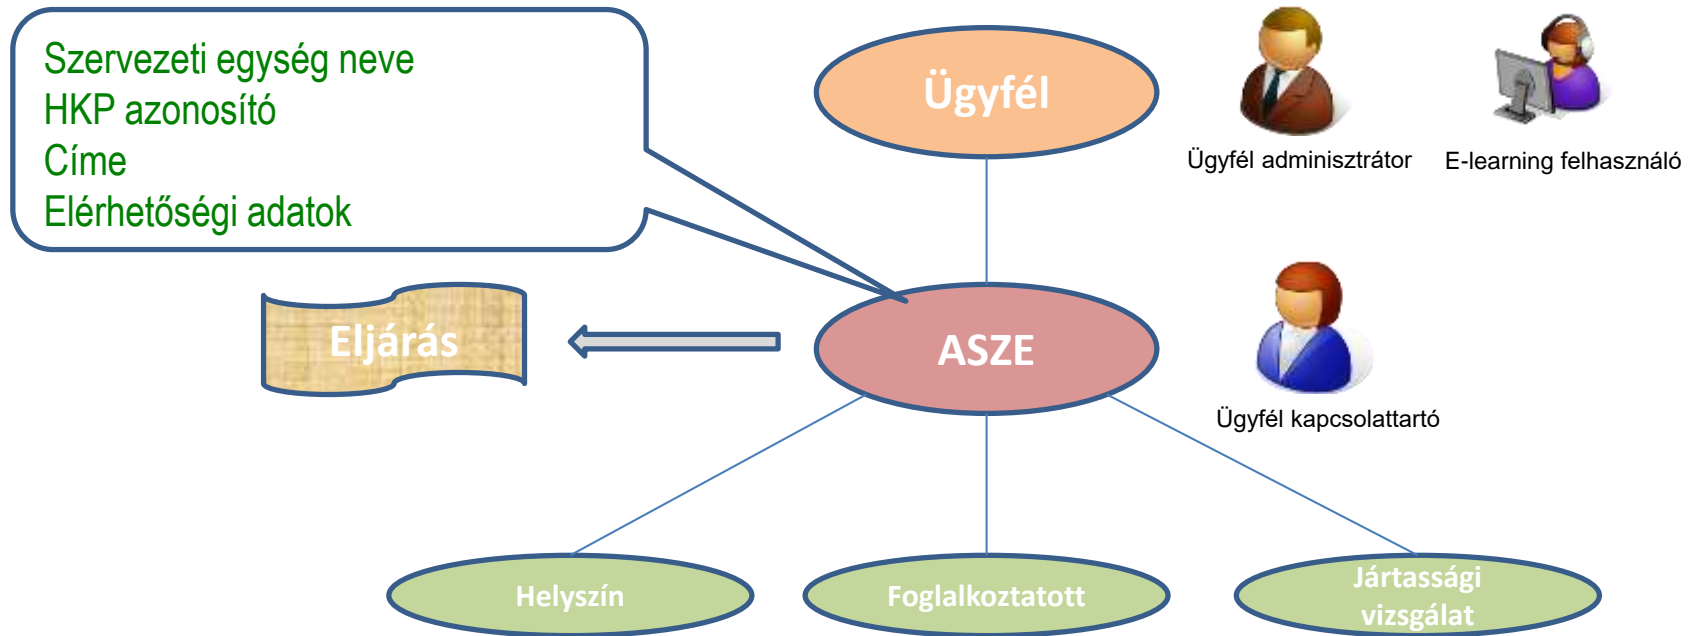 Szervezeti egység neve
HKP azonosító
Címe
Elérhetőségi adatok
Ügyfél
Ügyfél adminisztrátor
E-learning felhasználó
Eljárás
ASZE
Ügyfél kapcsolattartó
Helyszín
Foglalkoztatott
Jártassági
vizsgálat